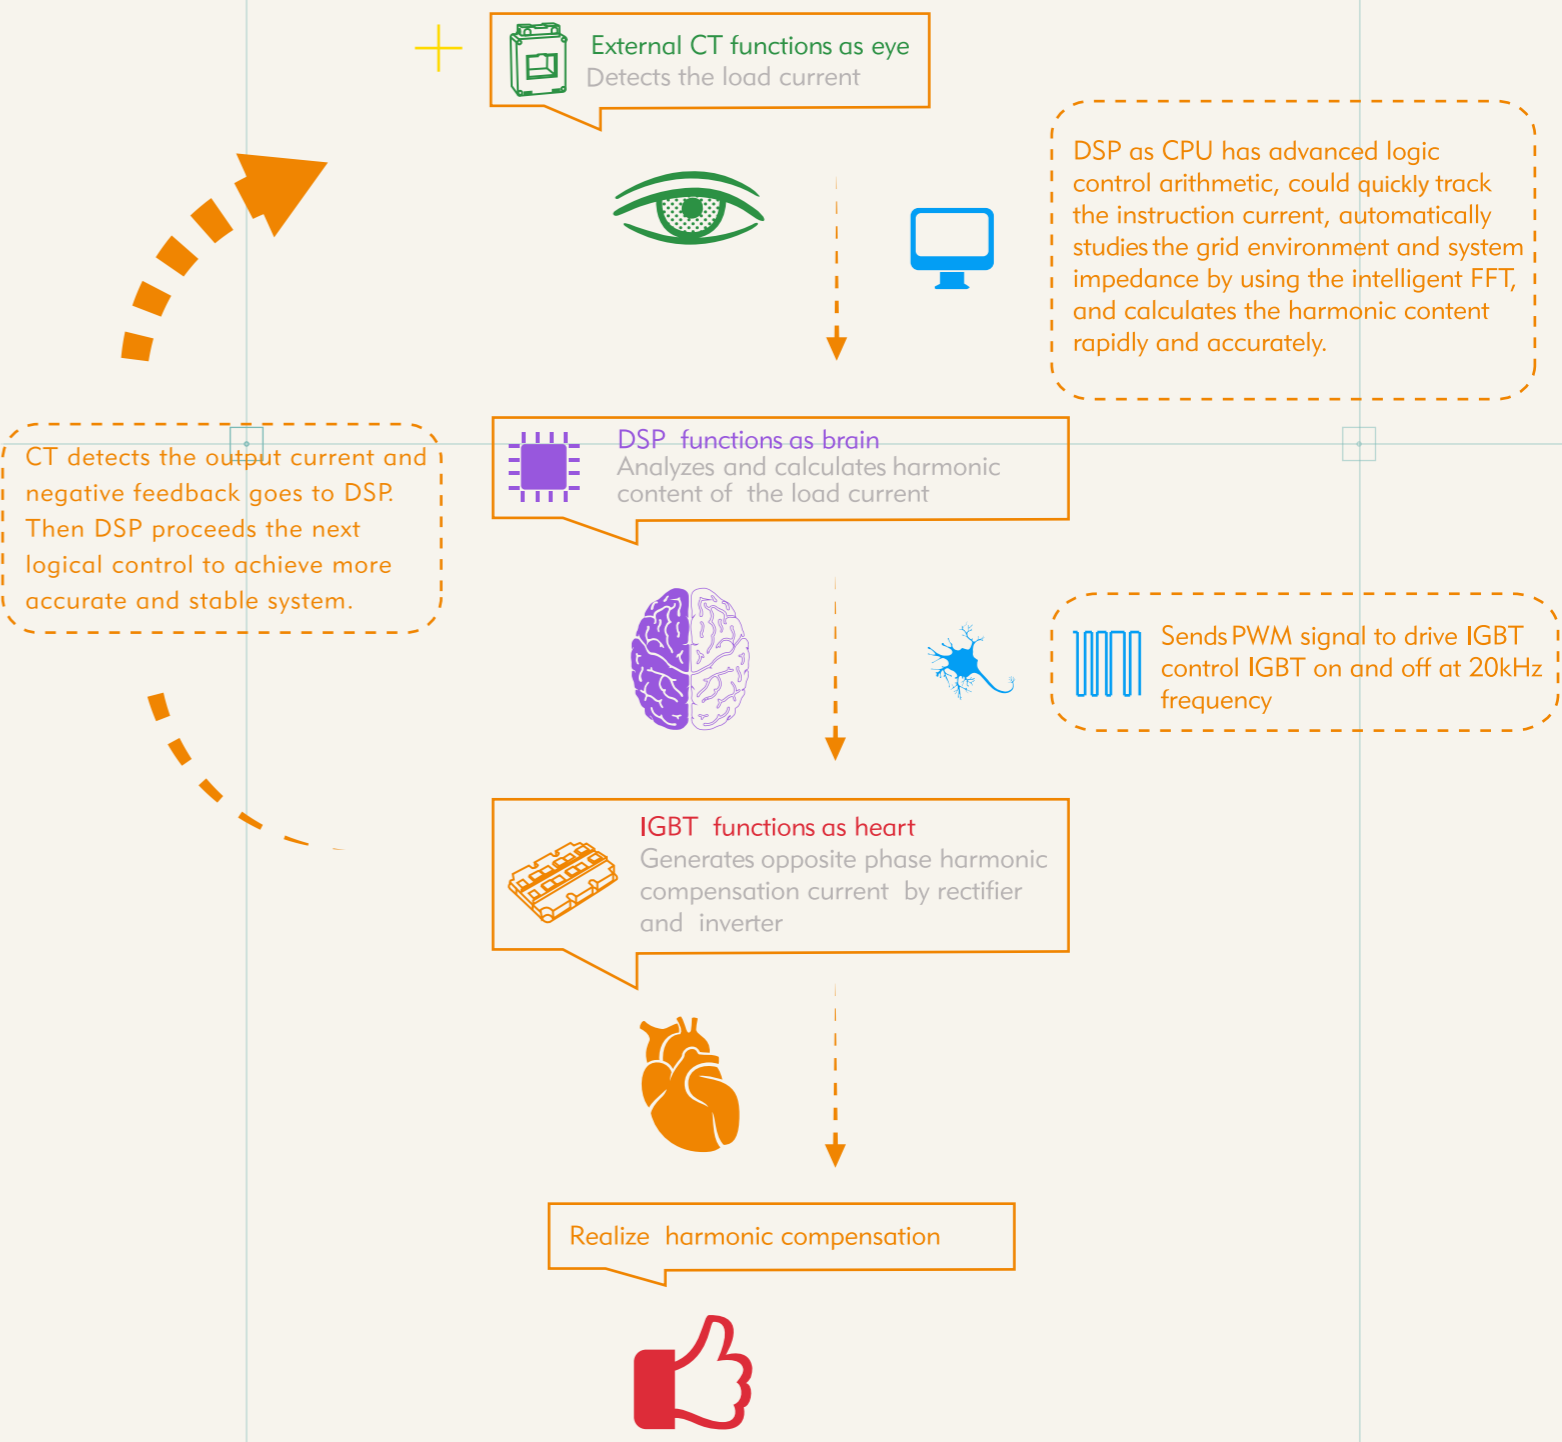 External CT functions as eye
Detects the load current
DSP as CPU has advanced logic
control arithmetic, could quickly track
the instruction current, automatically
studies the grid environment and system
impedance by using the intelligent FFT,
and calculates the harmonic content
rapidly and accurately.
CT detects the output current and
negative feedback goes to DSP.
Then DSP proceeds the next
logical control to achieve more
accurate and stable system.
DSP functions as brain
Analyzes and calculates harmonic
content of the load current
Sends PWM signal to drive IGBT
control IGBT on and off at 20kHz
frequency
IGBT functions as heart
Generates opposite phase harmonic
compensation current by rectifier
and inverter
Realize harmonic compensation